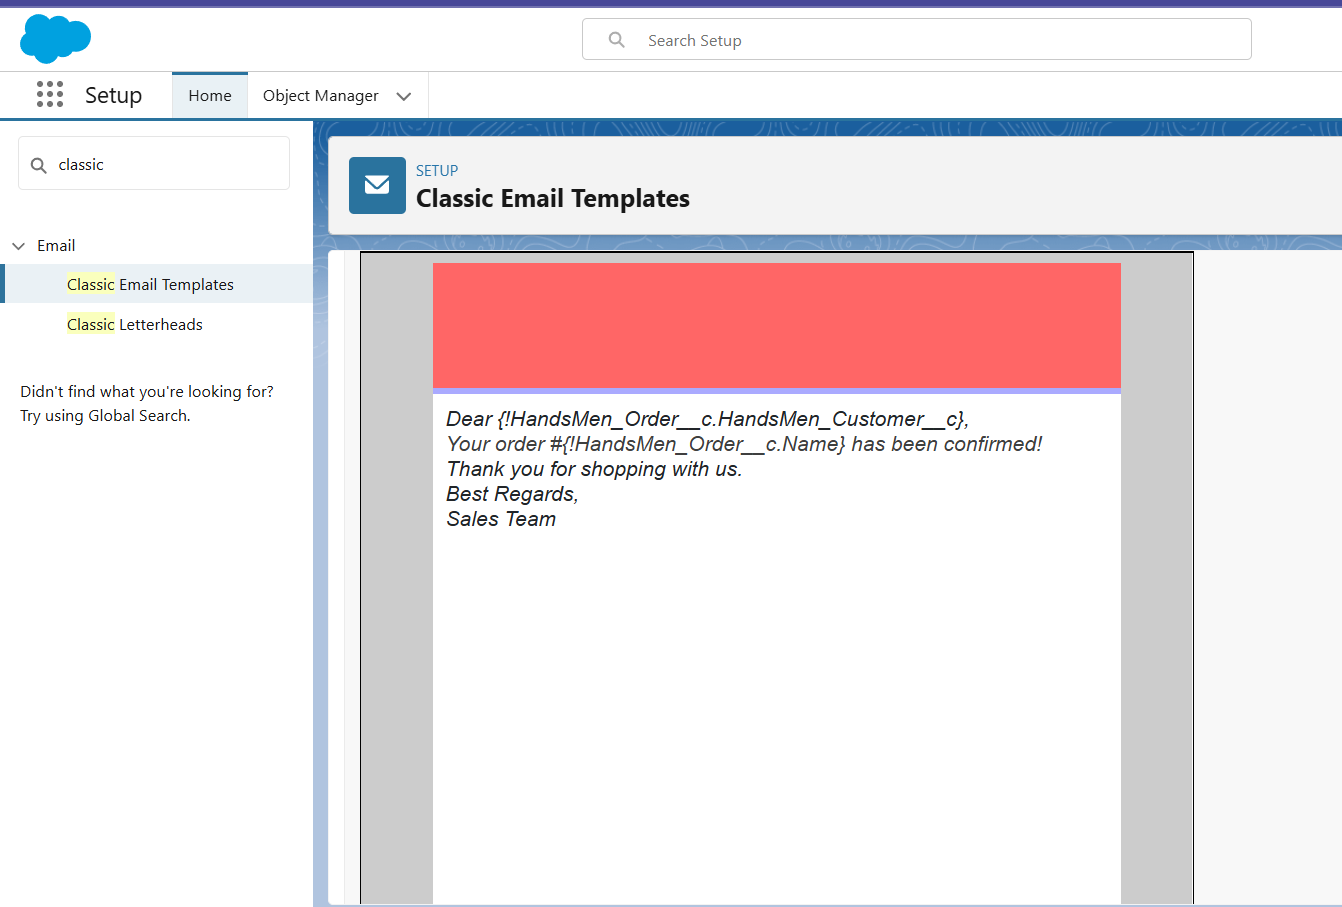 Search Setup
Setup
Home
Object Manager
classic
Email
Classic Email Templates
Classic Letterheads
Didn't find what you're looking for?
Try using Global Search.
SETUP
Classic Email Templates
Dear {!HandsMen_Order__c.HandsMen_Customer__c},
Your order #{!HandsMen_Order__c.Name} has been confirmed!
Thank you for shopping with us.
Best Regards,
Sales Team